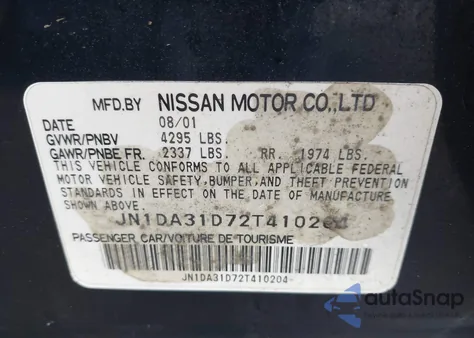 MFD.BY NISSAN MOTOR CO.,LTD
DATE 08/01
GVWR/PNBV 4295 LBS.
GAWR/PNBE FR. 2337 LBS. RR. 1974 LBS.
THIS VEHICLE CONFORMS TO ALL APPLICABLE FEDERAL
MOTOR VEHICLE SAFETY, BUMPER, AND THEFT PREVENTION
STANDARDS IN EFFECT ON THE DATE OF MANUFACTURE
SHOWN ABOVE.
JN1DA31D72T410204
PASSENGER CAR/VOITURE DE TOURISME
JN1DA31D72T410204
autoSnap